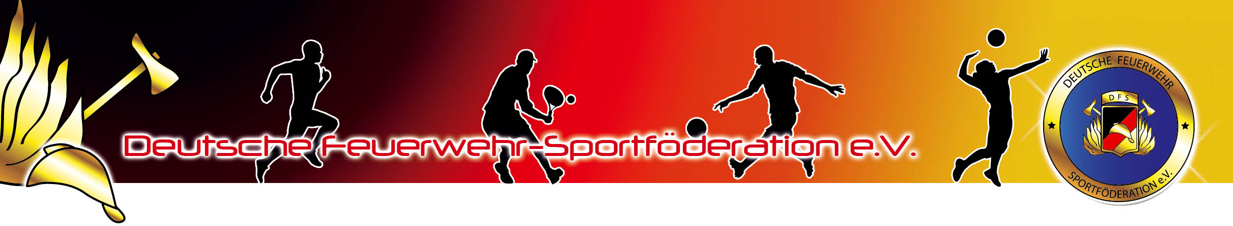 Deutsche Feuerwehr-Sportföderation e.V.
DEUTSCHE FEUERWEHR
DFS
SPORTFÖDERATION e.V.